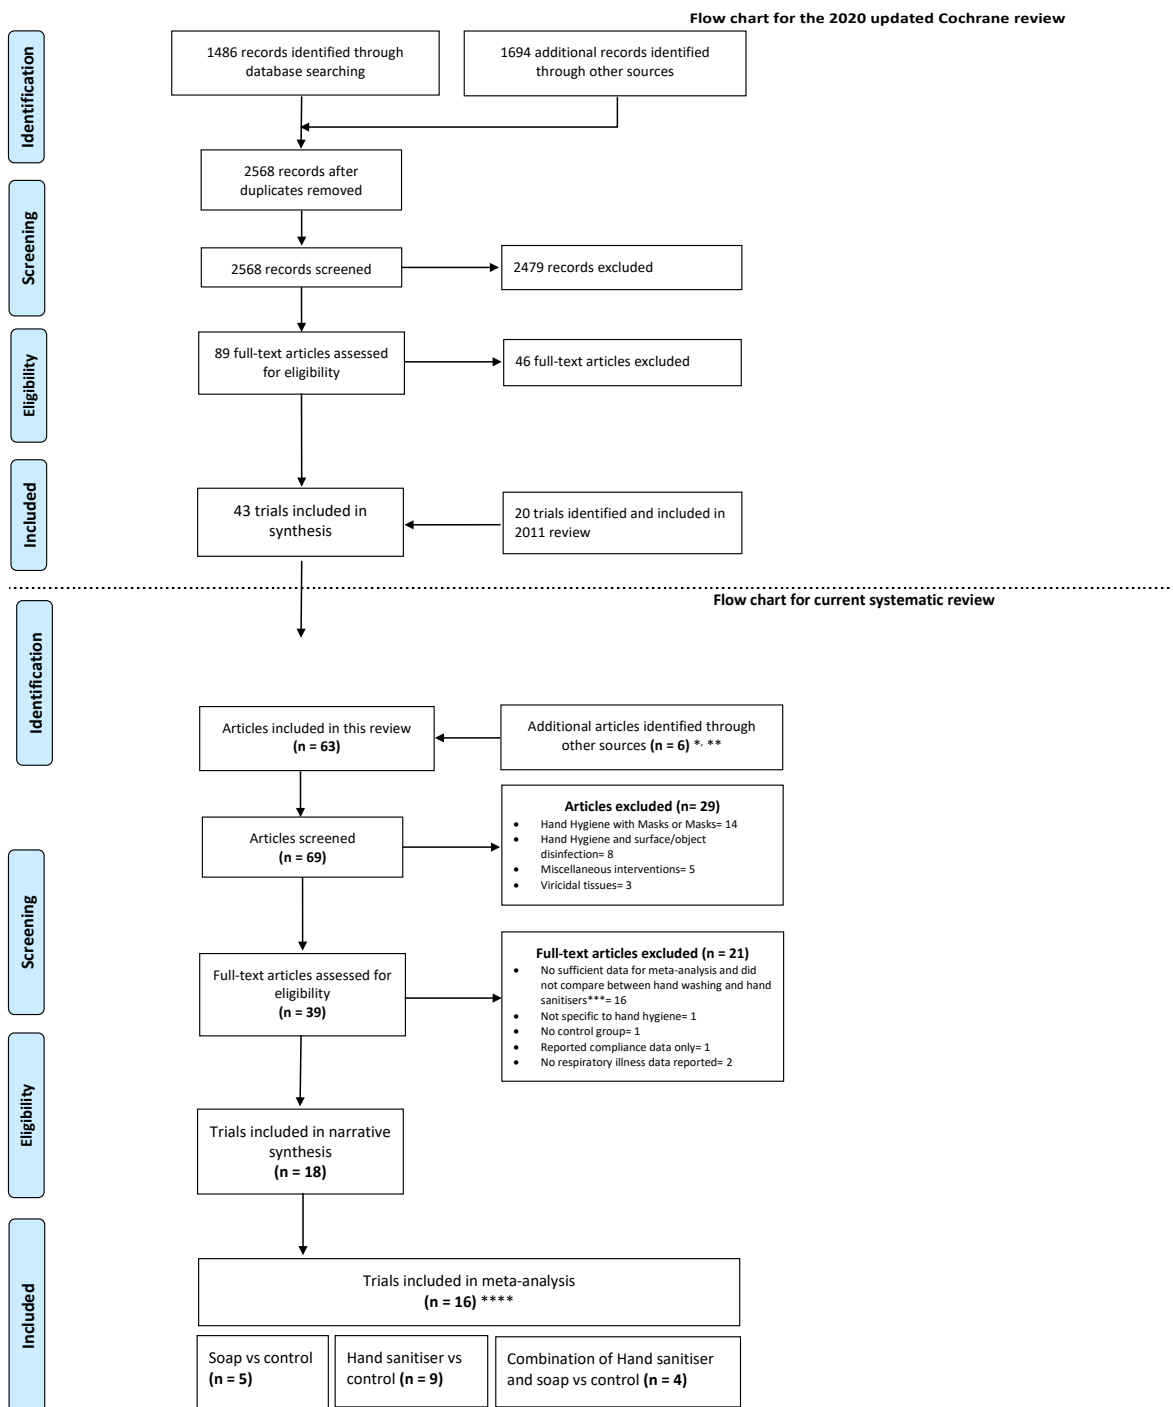 Flow chart for the 2020 updated Cochrane review
Identification
1486 records identified through
database searching
1694 additional records identified
through other sources
2568 records after
duplicates removed
Screening
2568 records screened
2479 records excluded
Eligibility
89 full-text articles assessed
for eligibility
46 full-text articles excluded
Included
43 trials included in
synthesis
20 trials identified and included in
2011 review
Flow chart for current systematic review
Identification
Articles included in this review
(n = 63)
Additional articles identified through
other sources (n = 6) *, **
Screening
Articles screened
(n = 69)
Articles excluded (n= 29)
• Hand Hygiene with Masks or Masks= 14
• Hand Hygiene and surface/object
disinfection= 8
• Miscellaneous interventions= 5
• Viricidal tissues= 3
Full-text articles assessed for
eligibility
(n = 39)
Full-text articles excluded (n = 21)
• No sufficient data for meta-analysis and did
not compare between hand washing and hand
sanitisers***= 16
• Not specific to hand hygiene= 1
• No control group= 1
• Reported compliance data only= 1
• No respiratory illness data reported= 2
Eligibility
Trials included in narrative
synthesis
(n = 18)
Included
Trials included in meta-analysis
(n = 16) ****
Soap vs control
(n = 5)
Hand sanitiser vs
control (n = 9)
Combination of Hand sanitiser
and soap vs control (n = 4)